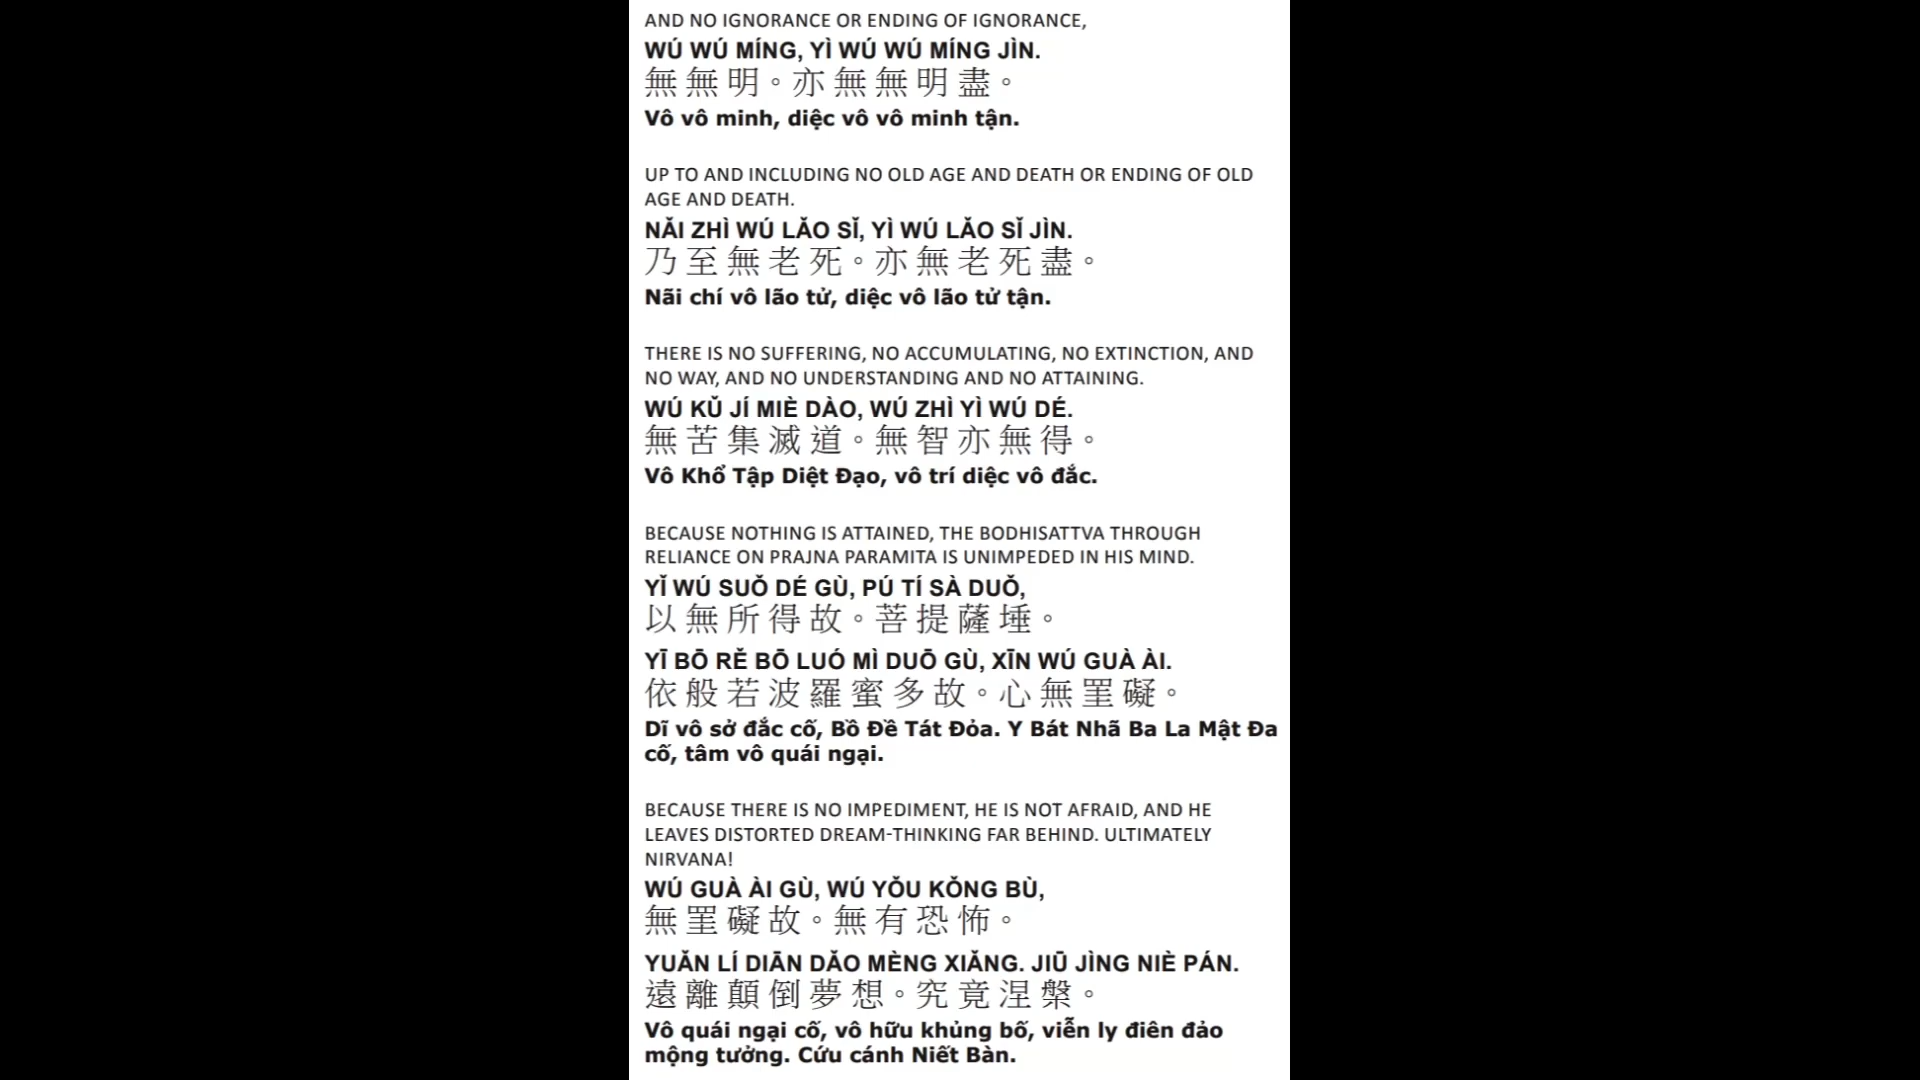 AND NO IGNORANCE OR ENDING OF IGNORANCE,
WÚ WÚ MÍNG, YÌ WÚ WÚ MÍNG JÌN.
無無明。亦無無明盡。
Vô vô minh, diệc vô vô minh tận.
UP TO AND INCLUDING NO OLD AGE AND DEATH OR ENDING OF OLD
AGE AND DEATH.
NǍI ZHÌ WÚ LǍO SǏ, YÌ WÚ LǍO SǏ JÌN.
乃至無老死。亦無老死盡。
Nãi chí vô lão tử, diệc vô lão tử tận.
THERE IS NO SUFFERING, NO ACCUMULATING, NO EXTINCTION, AND
NO WAY, AND NO UNDERSTANDING AND NO ATTAINING.
WÚ KǓ JÍ MIÈ DÀO, WÚ ZHÌ YÌ WÚ DÉ.
無苦集滅道。無智亦無得。
Vô Khổ Tập Diệt Đạo, vô trí diệc vô đắc.
BECAUSE NOTHING IS ATTAINED, THE BODHISATTVA THROUGH
RELIANCE ON PRAJNA PARAMITA IS UNIMPEDED IN HIS MIND.
YǏ WÚ SUǑ DÉ GÙ, PÚ TÍ SÀ DUǑ,
以無所得故。菩提薩埵。
YĪ BŌ RĚ BŌ LUÓ MÌ DUŌ GÙ, XĪN WÚ GUÀ ÀI.
依般若波羅蜜多故。心無罣礙。
Dĩ vô sở đắc cố, Bồ Đề Tát Đỏa. Y Bát Nhã Ba La Mật Đa
cố, tâm vô quái ngại.
BECAUSE THERE IS NO IMPEDIMENT, HE IS NOT AFRAID, AND HE
LEAVES DISTORTED DREAM-THINKING FAR BEHIND. ULTIMATELY
NIRVANA!
WÚ GUÀ ÀI GÙ, WÚ YǑU KǑNG BÙ,
無罣礙故。無有恐怖。
YUǍN LÍ DIĀN DǍO MÈNG XIǍNG. JIŪ JÌNG NIÈ PÁN.
遠離顛倒夢想。究竟涅槃。
Vô quái ngại cố, vô hữu khủng bố, viễn ly điên đảo
mộng tưởng. Cứu cánh Niết Bàn.